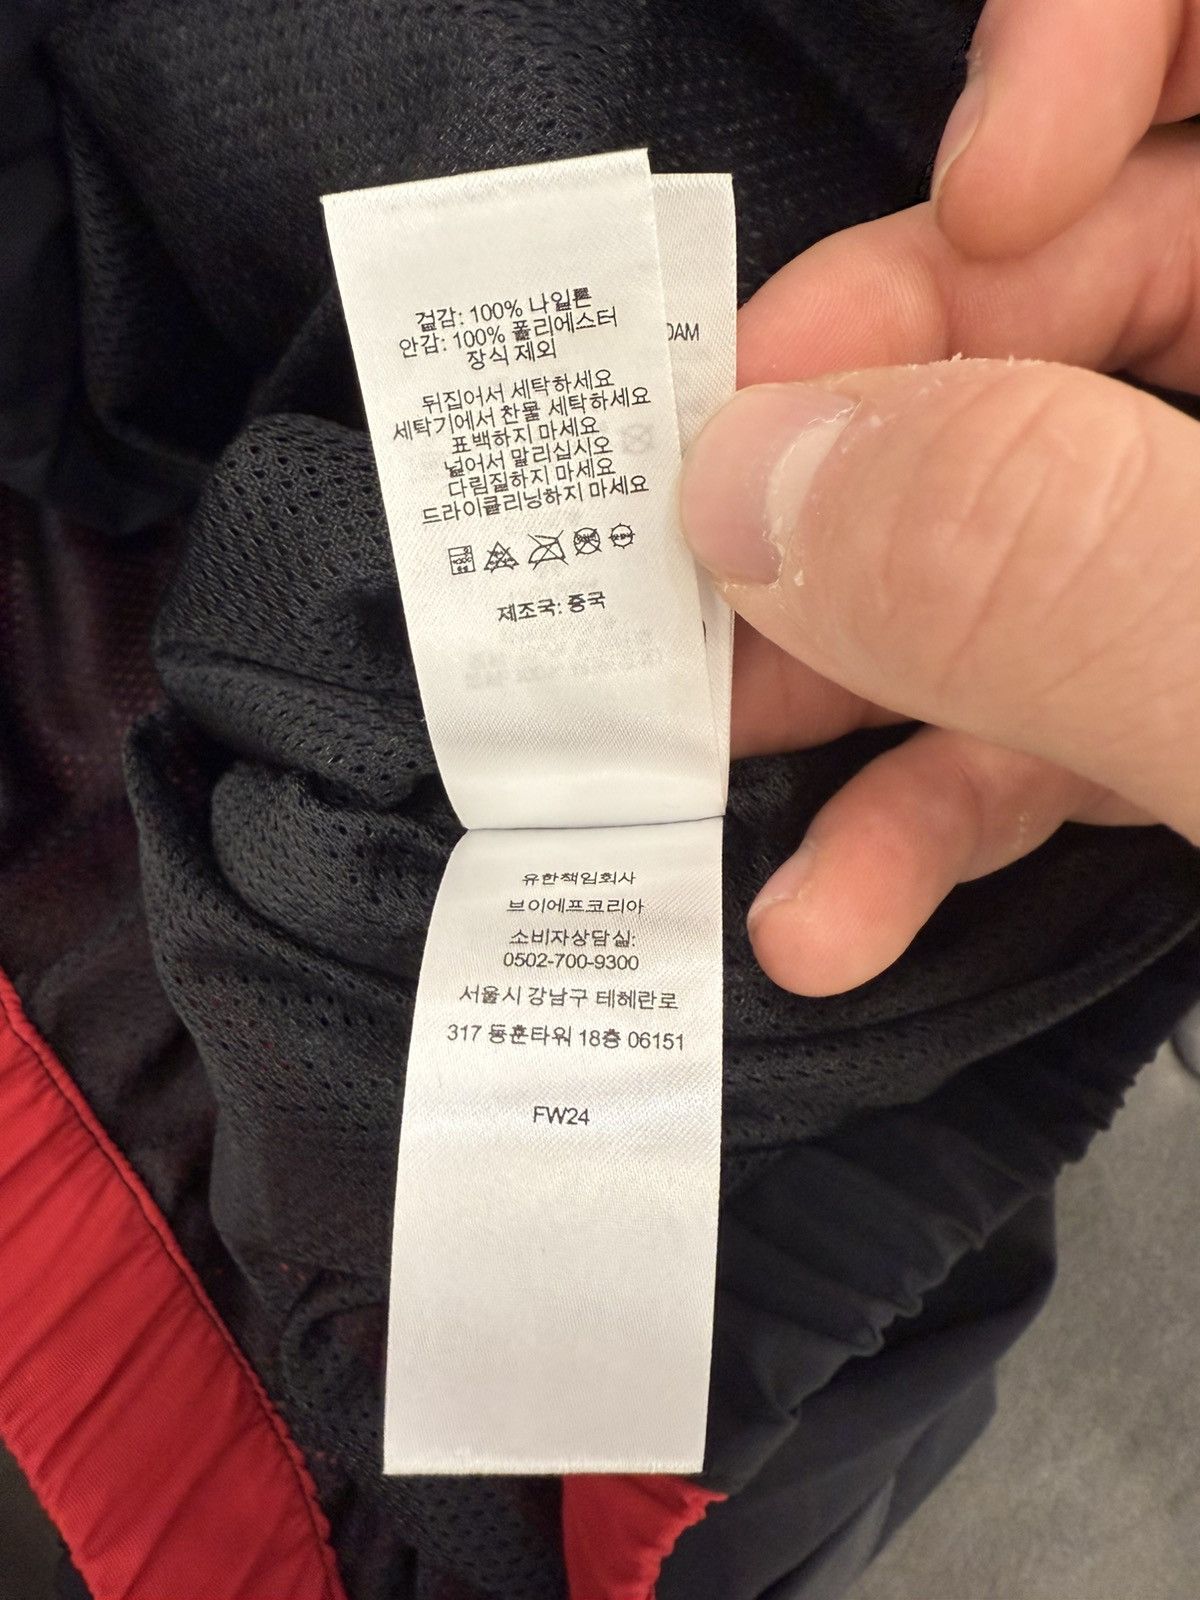 겉감: 100% 나일론
안감: 100% 폴리에스터
장식 제외
뒤집어서 세탁하세요
세탁기에서 찬물 세탁하세요
표백하지 마세요
널어서 말리십시오
다림질하지 마세요
드라이클리닝하지 마세요
제조국: 중국
유한책임회사
브이에프코리아
소비자상담실:
0502-700-9300
서울시 강남구 테헤란로
317 동훈타워 18층 06151
FW24